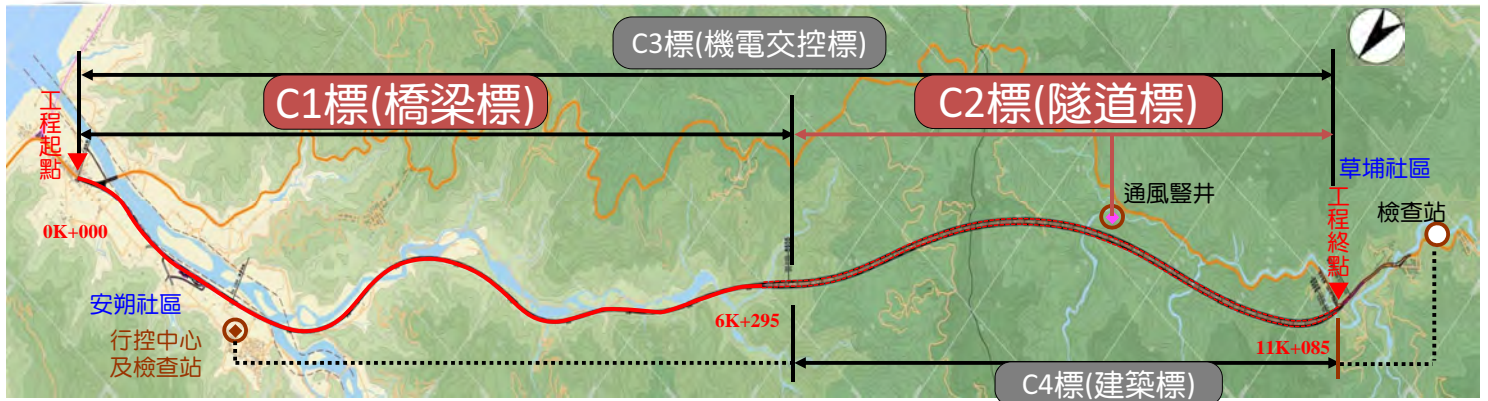 C3標(機電交控標)
C1標(橋梁標)
C2標(隧道標)
工程起點
草埔社區
通風豎井
檢查站
工程終點
0K+000
安朔社區
6K+295
行控中心
及檢查站
11K+085
C4標(建築標)